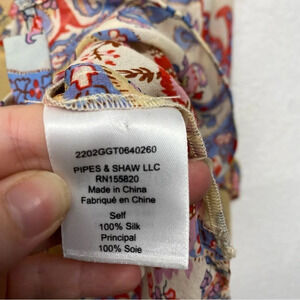 2202GGT0640260
PIPES & SHAW LLC
RN155820
Made in China
Fabriqué en Chine
Self
100% Silk
Principal
100% Soie